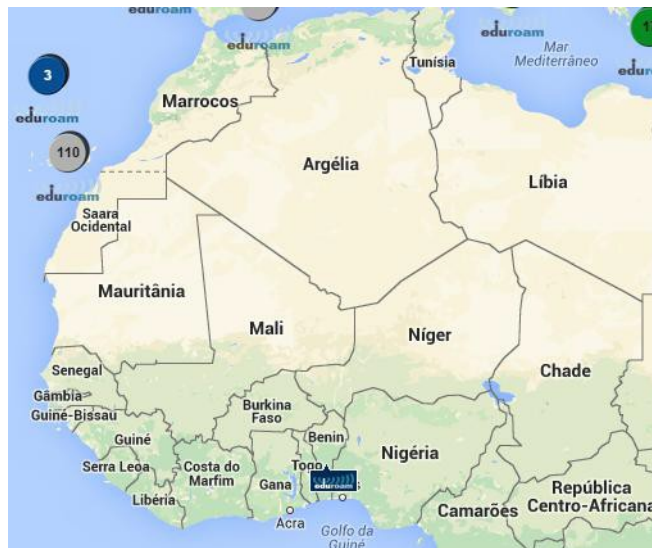 eduroam
eduroam
eduroam
Mar
Mediterrâneo
Tunísia
3
eduroam
Marrocos
eduroam
110
Argélia
Líbia
eduroam
Saara
Ocidental
Mauritânia
Mali
Níger
Chade
Senegal
Gâmbia
Guiné-Bissau
Burkina
Faso
Guiné
Benin
Nigéria
Serra Leoa
Costa do
Marfim
Togo
Gana
eduroam
Libéria
República
Centro-Africana
Camarões
Acra
Golfo da
Guiné